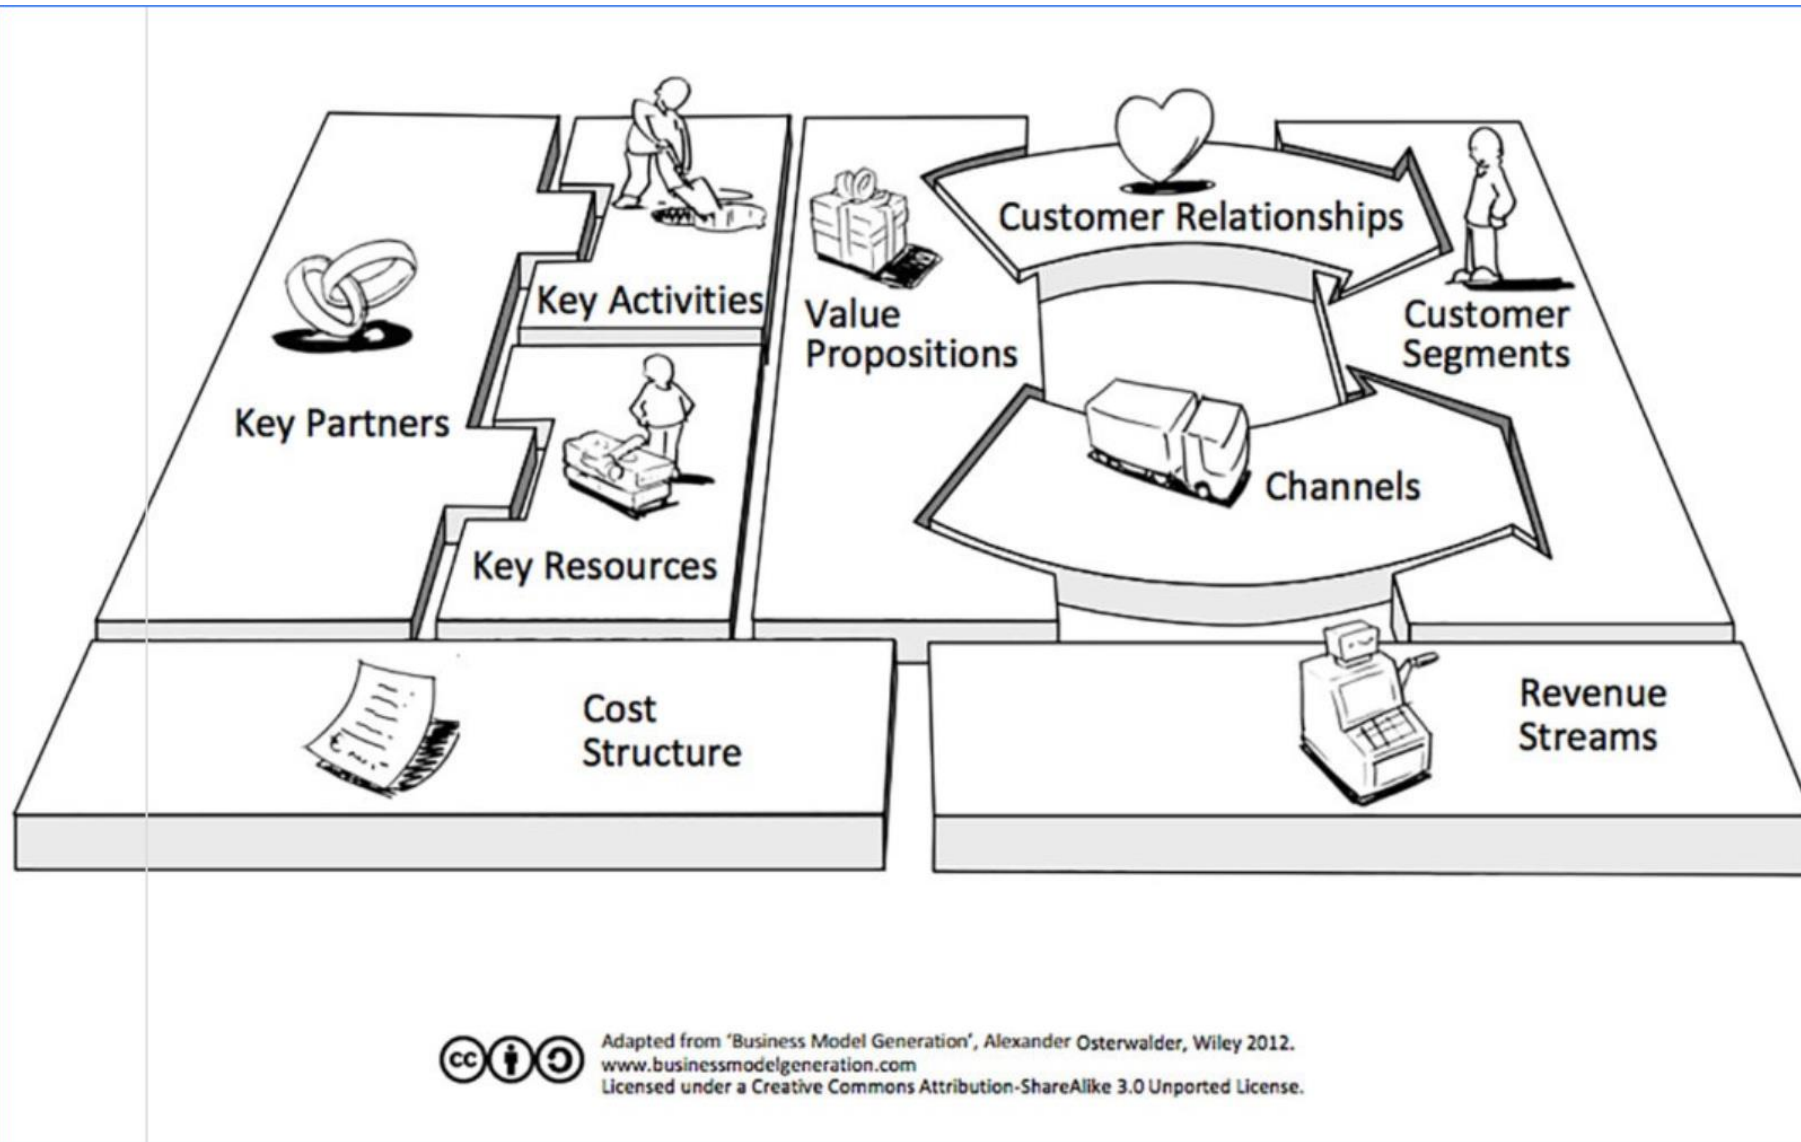 Customer Relationships
Key Activities
Value
Propositions
Customer
Segments
Key Partners
Channels
Key Resources
Cost
Structure
Revenue
Streams
cc
Adapted from 'Business Model Generation', Alexander Osterwalder, Wiley 2012.
www.businessmodelgeneration.com
Licensed under a Creative Commons Attribution-ShareAlike 3.0 Unported License.